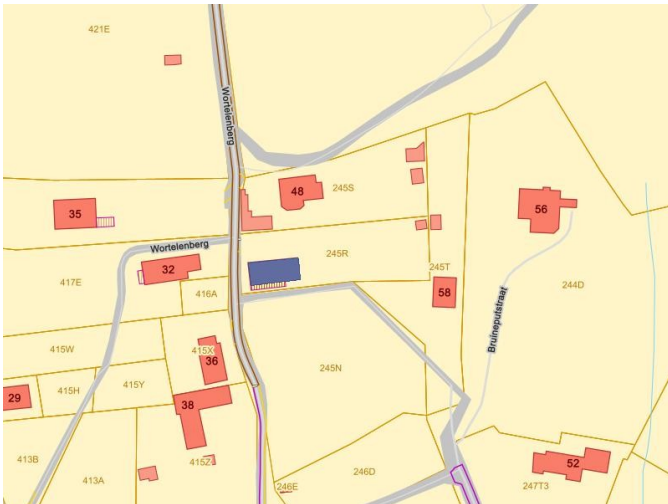 421E
Wortelenberg
48
245S
35
56
Wortelenberg
32
245R
417E
416A
245T
244D
58
Bruineputstraat
415W
415X
36
245N
415H
415Y
29
38
413B
413A
415Z
246E
246D
52
247T3